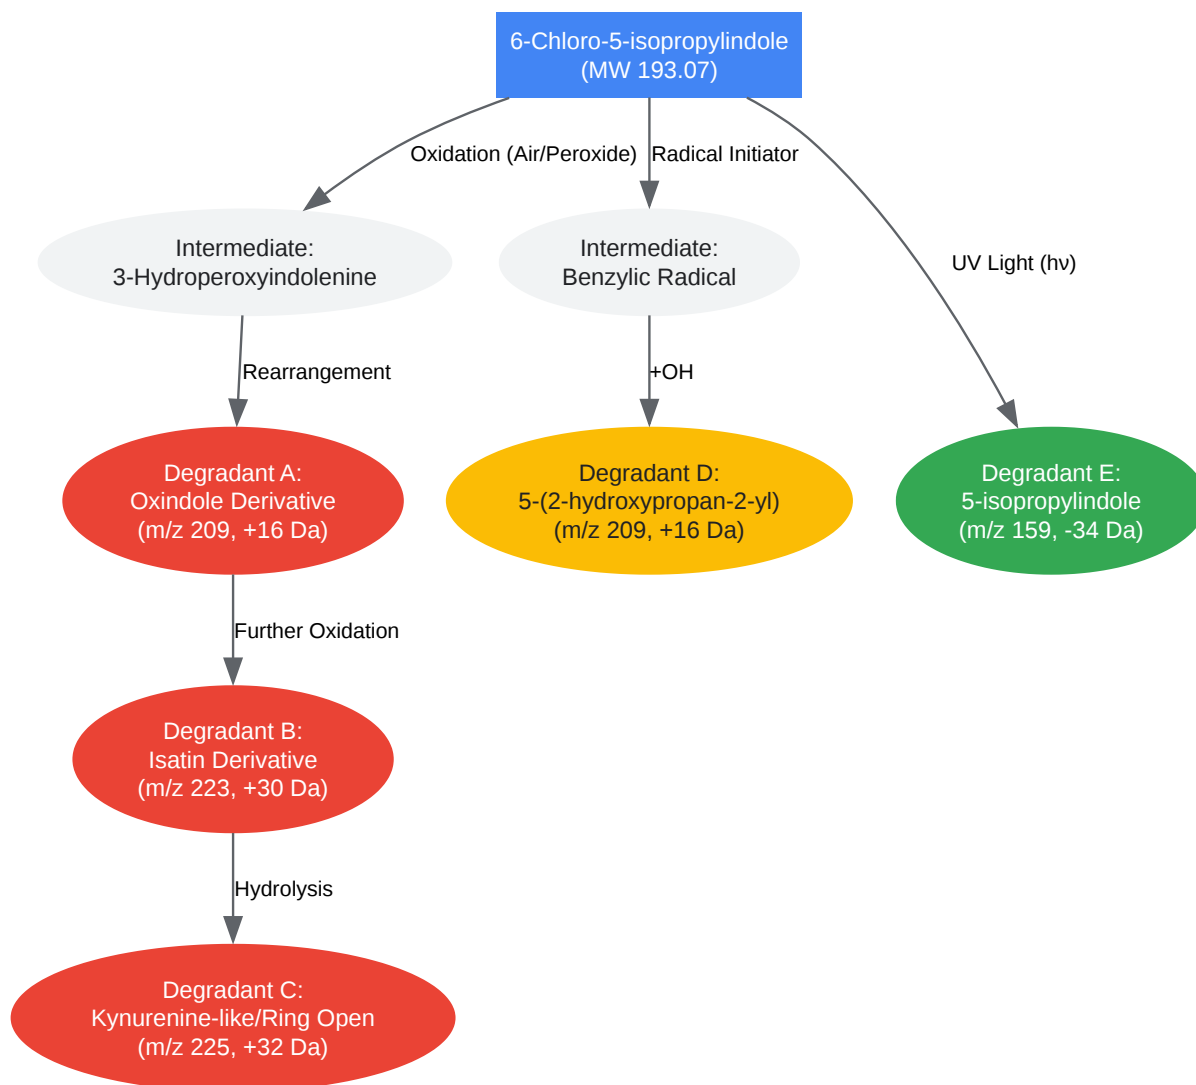 6-Chloro-5-isopropylindole
(MW 193.07)
Oxidation (Air/Peroxide)
Radical Initiator
UV Light (hν)
Intermediate:
3-Hydroperoxyindolenine
Intermediate:
Benzylic Radical
Rearrangement
+OH
Degradant A:
Oxindole Derivative
(m/z 209, +16 Da)
Degradant D:
5-(2-hydroxypropan-2-yl)
(m/z 209, +16 Da)
Degradant E:
5-isopropylindole
(m/z 159, -34 Da)
Further Oxidation
Degradant B:
Isatin Derivative
(m/z 223, +30 Da)
Hydrolysis
Degradant C:
Kynurenine-like/Ring Open
(m/z 225, +32 Da)